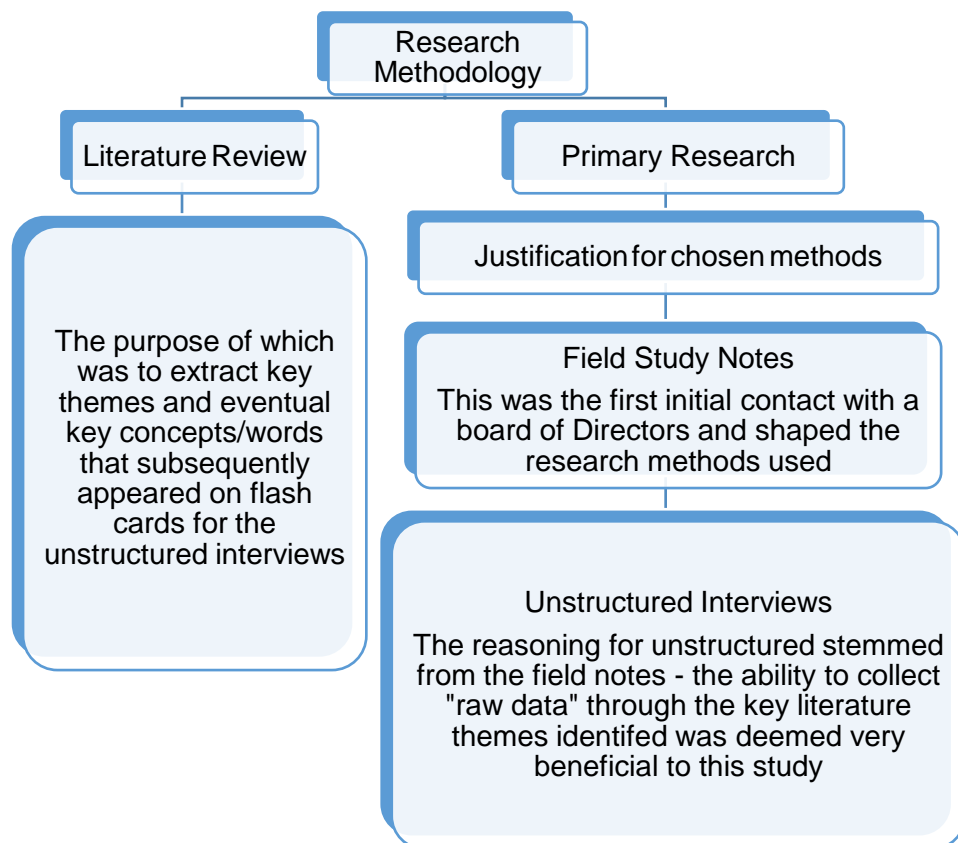 Research
Methodology
Literature Review
The purpose of which
was to extract key
themes and eventual
key concepts/words
that subsequently
appeared on flash
cards for the
unstructured interviews
Primary Research
Justification for chosen methods
Field Study Notes
This was the first initial contact with a
board of Directors and shaped the
research methods used
Unstructured Interviews
The reasoning for unstructured stemmed
from the field notes - the ability to collect
"raw data" through the key literature
themes identifed was deemed very
beneficial to this study